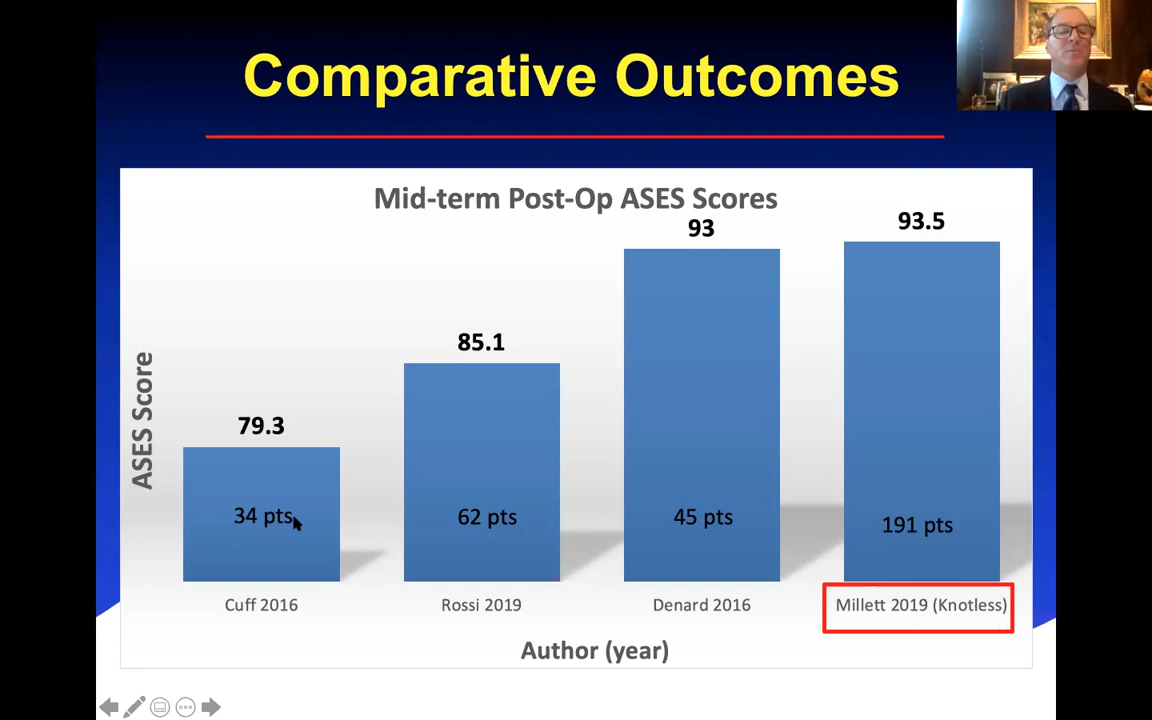 Comparative Outcomes
Mid-term Post-Op ASES Scores
79.3
85.1
93
93.5
ASES Score
34 pts
62 pts
45 pts
191 pts
Cuff 2016
Rossi 2019
Denard 2016
Millett 2019 (Knotless)
Author (year)